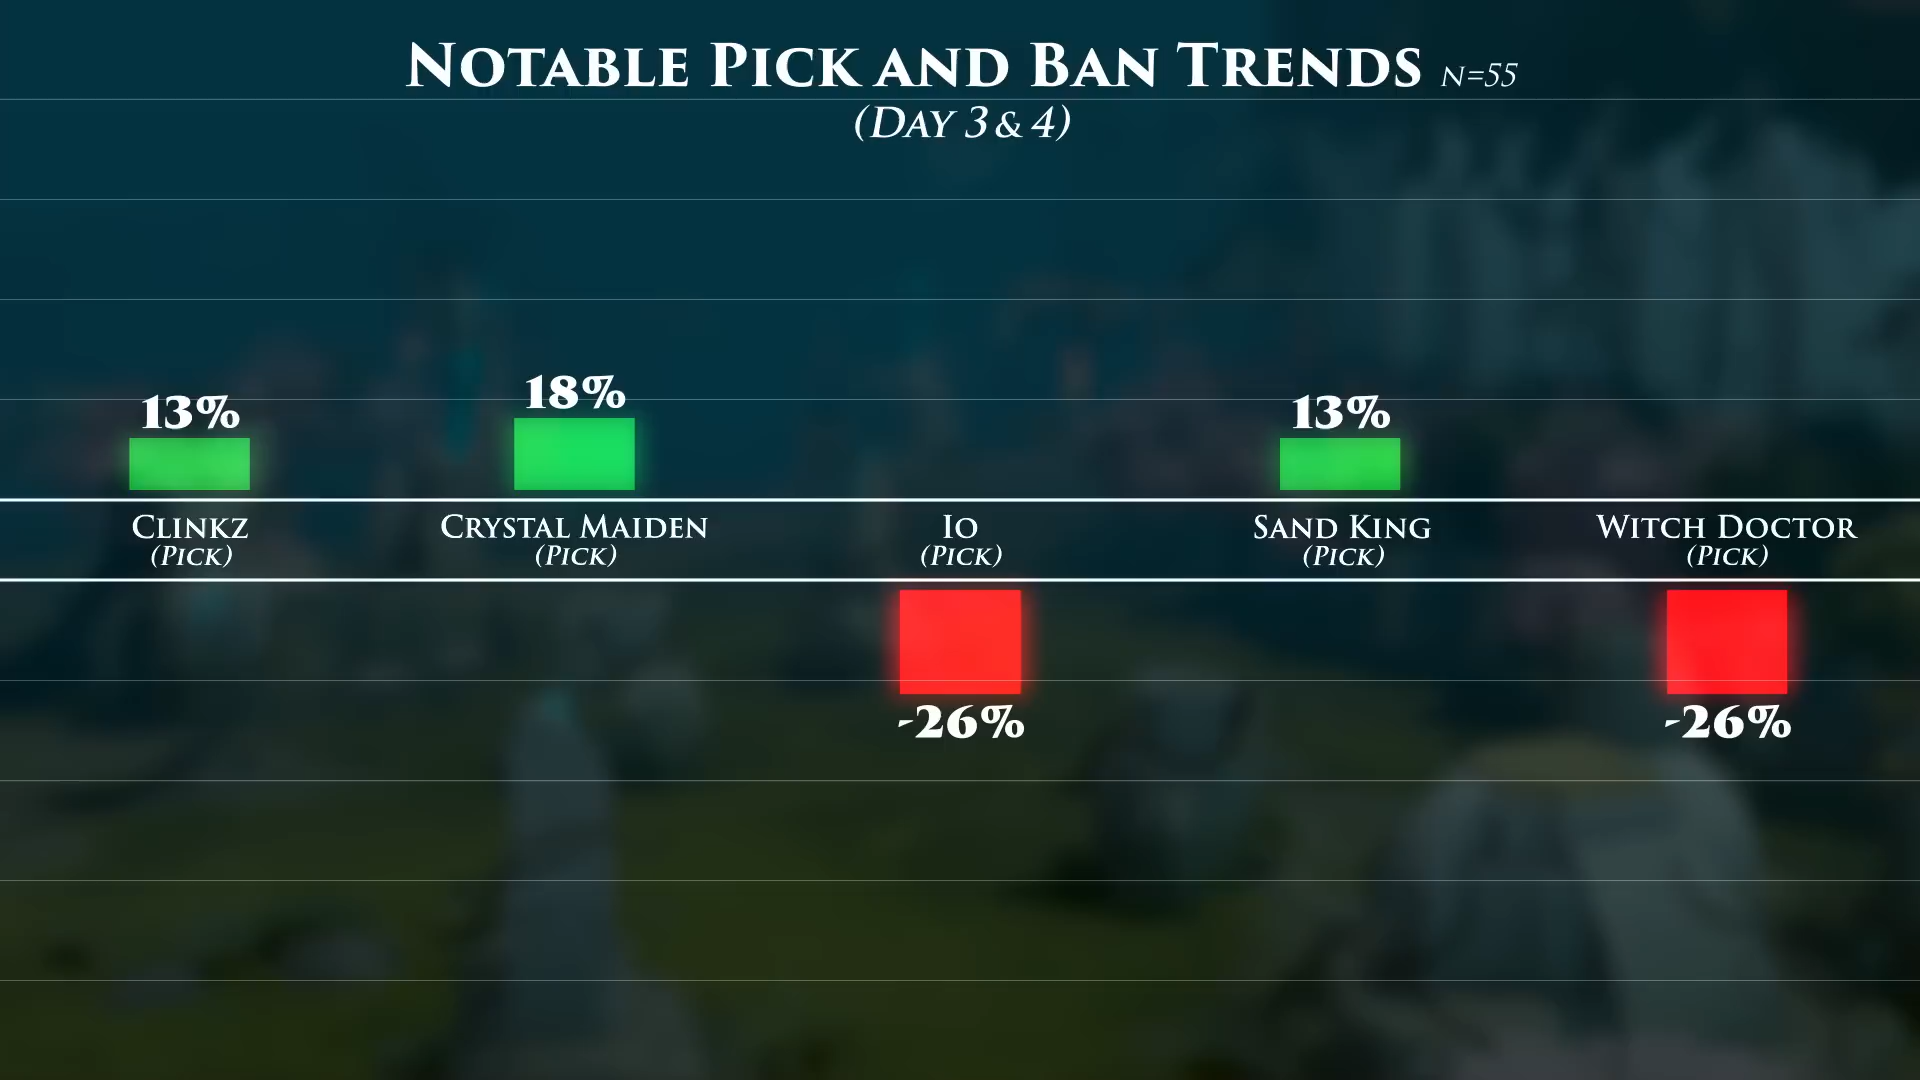 Notable Pick and Ban Trends n=55
(Day 3 & 4)
13%
18%
13%
Clinkz
(Pick)
Crystal Maiden
(Pick)
Io
(Pick)
Sand King
(Pick)
Witch Doctor
(Pick)
-26%
-26%